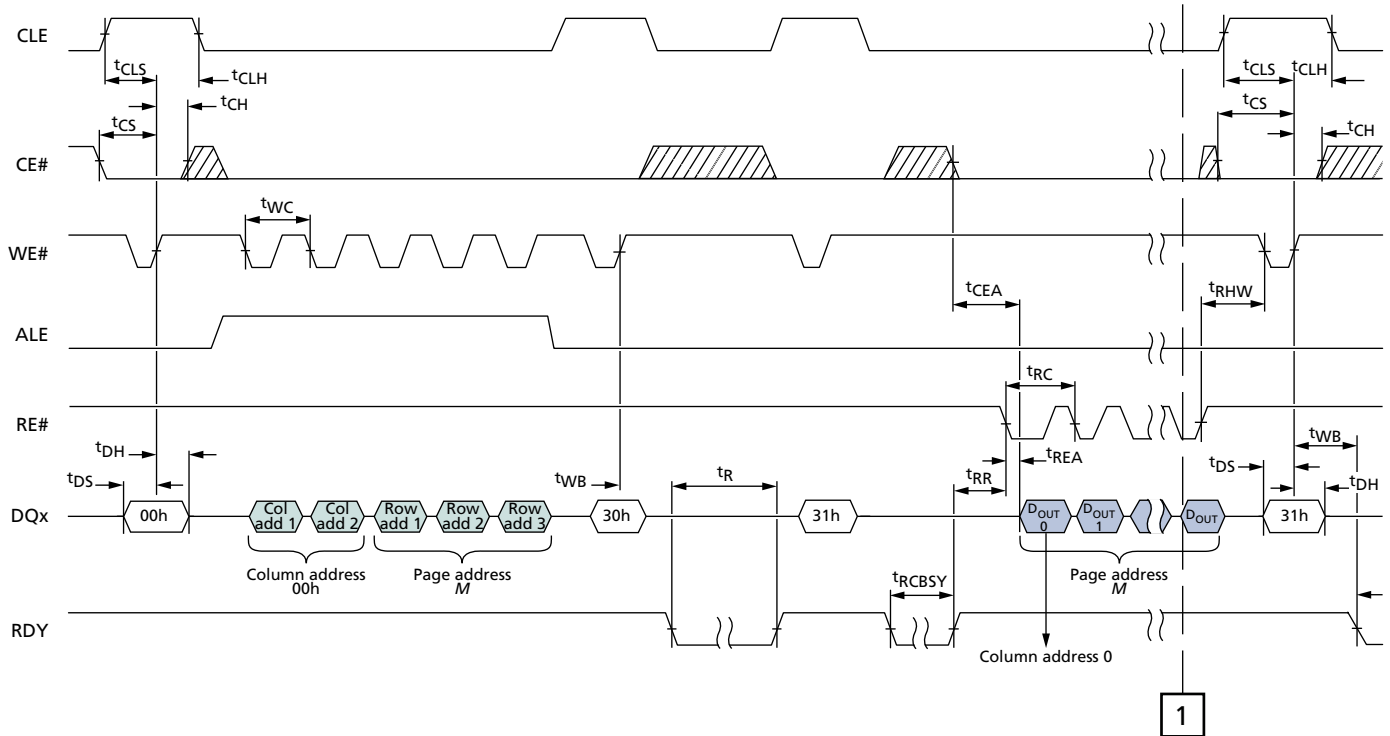 CLE
tCLS
tCLH
tCLS
tCLH
tCH
tCS
tCS
tCH
CE#
tWC
WE#
tCEA
tRHW
ALE
tRC
RE#
tDH
tWB
tREA
tDS
tWB
tR
tRR
tDS
tDH
DQx
00h
Col add 1
Col add 2
Row add 1
Row add 2
Row add 3
30h
31h
DOUT 0
DOUT 1
DOUT
31h
Column address 00h
Page address M
tRCBSY
Page address M
RDY
Column address 0
1